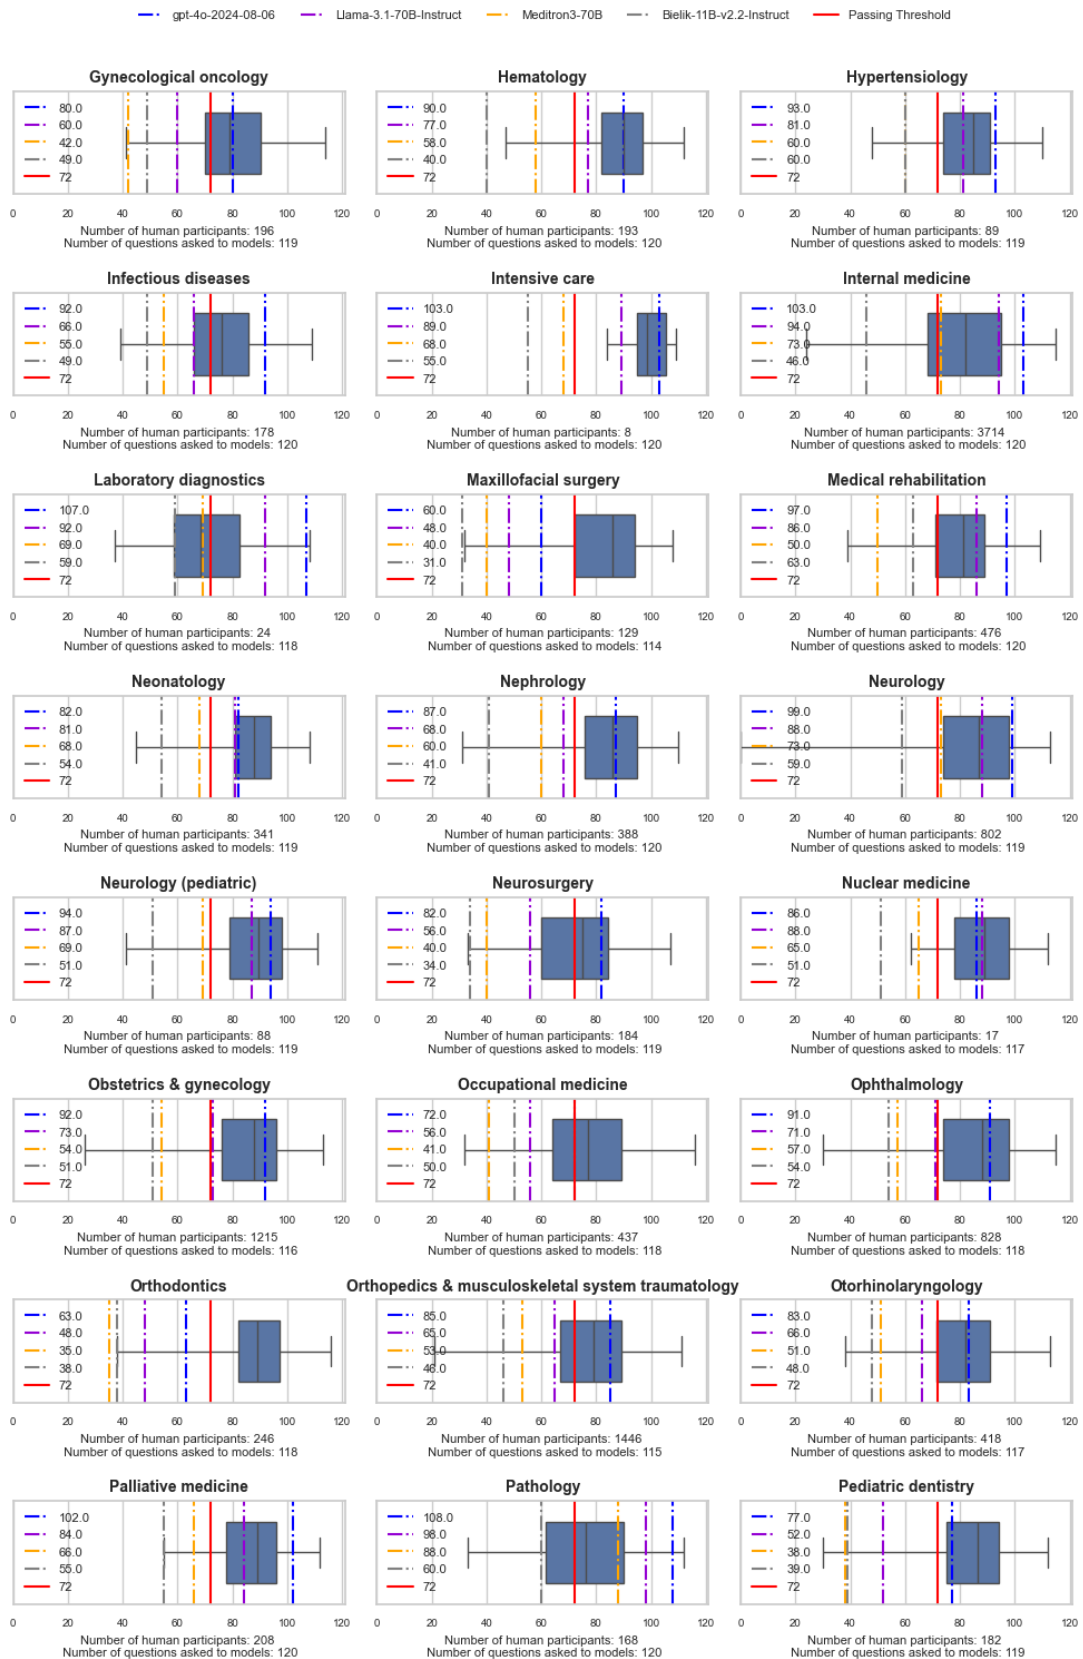 gpt-4o-2024-08-06 Llama-3.1-70B-Instruct Meditron3-70B Bielik-11B-v2.2-Instruct Passing Threshold
Gynecological oncology
80.0
60.0
42.0
49.0
72
0 20 40 60 80 100 120
Number of human participants: 196
Number of questions asked to models: 119
Hematology
90.0
77.0
58.0
40.0
72
0 20 40 60 80 100 120
Number of human participants: 193
Number of questions asked to models: 120
Hypertensiology
93.0
81.0
60.0
60.0
72
0 20 40 60 80 100 120
Number of human participants: 89
Number of questions asked to models: 119
Infectious diseases
92.0
66.0
55.0
49.0
72
0 20 40 60 80 100 120
Number of human participants: 178
Number of questions asked to models: 120
Intensive care
103.0
89.0
68.0
55.0
72
0 20 40 60 80 100 120
Number of human participants: 8
Number of questions asked to models: 120
Internal medicine
103.0
94.0
73.0
46.0
72
0 20 40 60 80 100 120
Number of human participants: 3714
Number of questions asked to models: 120
Laboratory diagnostics
107.0
92.0
69.0
59.0
72
0 20 40 60 80 100 120
Number of human participants: 24
Number of questions asked to models: 118
Maxillofacial surgery
60.0
48.0
40.0
31.0
72
0 20 40 60 80 100 120
Number of human participants: 129
Number of questions asked to models: 114
Medical rehabilitation
97.0
86.0
50.0
63.0
72
0 20 40 60 80 100 120
Number of human participants: 476
Number of questions asked to models: 120
Neonatology
82.0
81.0
68.0
54.0
72
0 20 40 60 80 100 120
Number of human participants: 341
Number of questions asked to models: 119
Nephrology
87.0
68.0
60.0
41.0
72
0 20 40 60 80 100 120
Number of human participants: 388
Number of questions asked to models: 120
Neurology
99.0
88.0
73.0
59.0
72
0 20 40 60 80 100 120
Number of human participants: 802
Number of questions asked to models: 119
Neurology (pediatric)
94.0
87.0
69.0
51.0
72
0 20 40 60 80 100 120
Number of human participants: 88
Number of questions asked to models: 119
Neurosurgery
82.0
56.0
40.0
34.0
72
0 20 40 60 80 100 120
Number of human participants: 184
Number of questions asked to models: 119
Nuclear medicine
86.0
88.0
65.0
51.0
72
0 20 40 60 80 100 120
Number of human participants: 17
Number of questions asked to models: 117
Obstetrics & gynecology
92.0
73.0
54.0
51.0
72
0 20 40 60 80 100 120
Number of human participants: 1215
Number of questions asked to models: 116
Occupational medicine
72.0
56.0
41.0
50.0
72
0 20 40 60 80 100 120
Number of human participants: 437
Number of questions asked to models: 118
Ophthalmology
91.0
71.0
57.0
54.0
72
0 20 40 60 80 100 120
Number of human participants: 828
Number of questions asked to models: 118
Orthodontics
63.0
48.0
35.0
38.0
72
0 20 40 60 80 100 120
Number of human participants: 246
Number of questions asked to models: 118
Orthopedics & musculoskeletal system traumatology
85.0
65.0
53.0
46.0
72
0 20 40 60 80 100 120
Number of human participants: 1446
Number of questions asked to models: 115
Otorhinolaryngology
83.0
66.0
51.0
48.0
72
0 20 40 60 80 100 120
Number of human participants: 418
Number of questions asked to models: 117
Palliative medicine
102.0
84.0
66.0
55.0
72
0 20 40 60 80 100 120
Number of human participants: 208
Number of questions asked to models: 120
Pathology
108.0
98.0
88.0
60.0
72
0 20 40 60 80 100 120
Number of human participants: 168
Number of questions asked to models: 120
Pediatric dentistry
77.0
52.0
38.0
39.0
72
0 20 40 60 80 100 120
Number of human participants: 182
Number of questions asked to models: 119